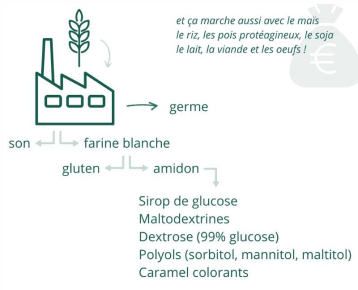 et ça marche aussi avec le maïs
le riz, les pois protéagineux, le soja
le lait, la viande et les oeufs !
€
germe
son
farine blanche
gluten
amidon
Sirop de glucose
Maltodextrines
Dextrose (99% glucose)
Polyols (sorbitol, mannitol, maltitol)
Caramel colorants